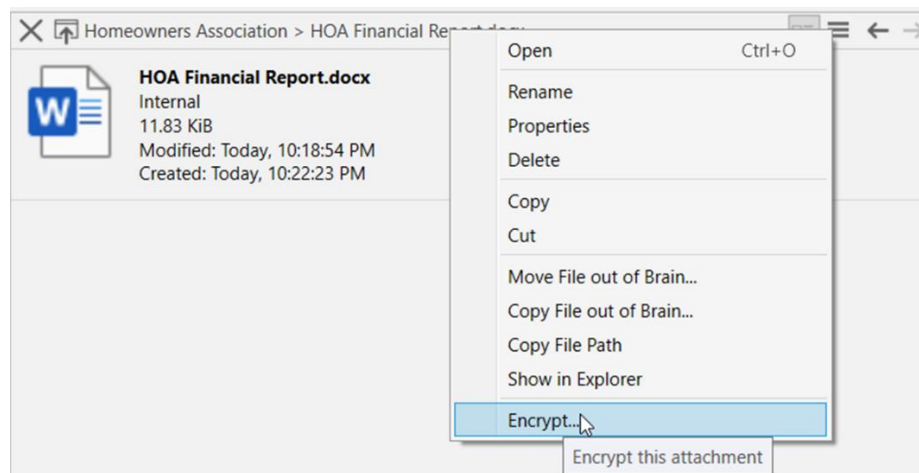 Homeowners Association > HOA Financial Report.docx
HOA Financial Report.docx
Internal
11.83 KiB
Modified: Today, 10:18:54 PM
Created: Today, 10:22:23 PM
Open Ctrl+O
Rename
Properties
Delete
Copy
Cut
Move File out of Brain...
Copy File out of Brain...
Copy File Path
Show in Explorer
Encrypt...
Encrypt this attachment
W